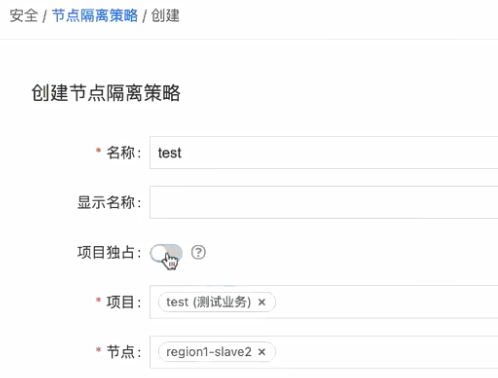 安全 / 节点隔离策略 / 创建
创建节点隔离策略
* 名称: test
显示名称:
项目独占: ?
* 项目: test (测试业务) ×
* 节点: region1-slave2 ×